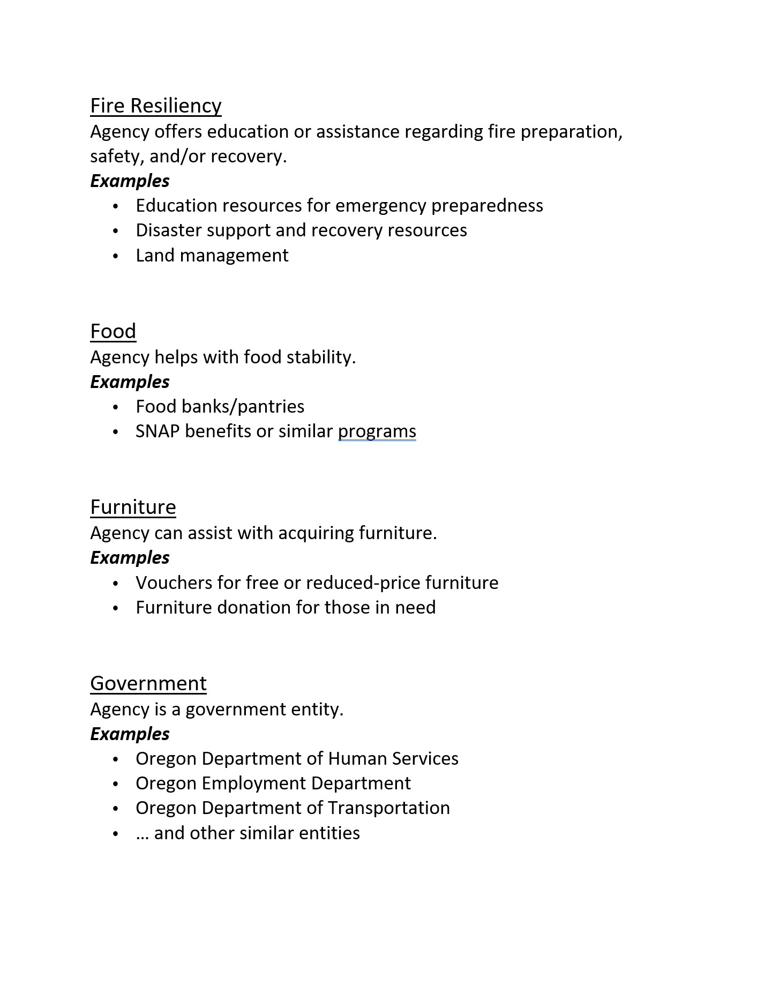 Fire Resiliency
Agency offers education or assistance regarding fire preparation,
safety, and/or recovery.
Examples
• Education resources for emergency preparedness
• Disaster support and recovery resources
• Land management
Food
Agency helps with food stability.
Examples
• Food banks/pantries
• SNAP benefits or similar programs
Furniture
Agency can assist with acquiring furniture.
Examples
• Vouchers for free or reduced-price furniture
• Furniture donation for those in need
Government
Agency is a government entity.
Examples
• Oregon Department of Human Services
• Oregon Employment Department
• Oregon Department of Transportation
• … and other similar entities